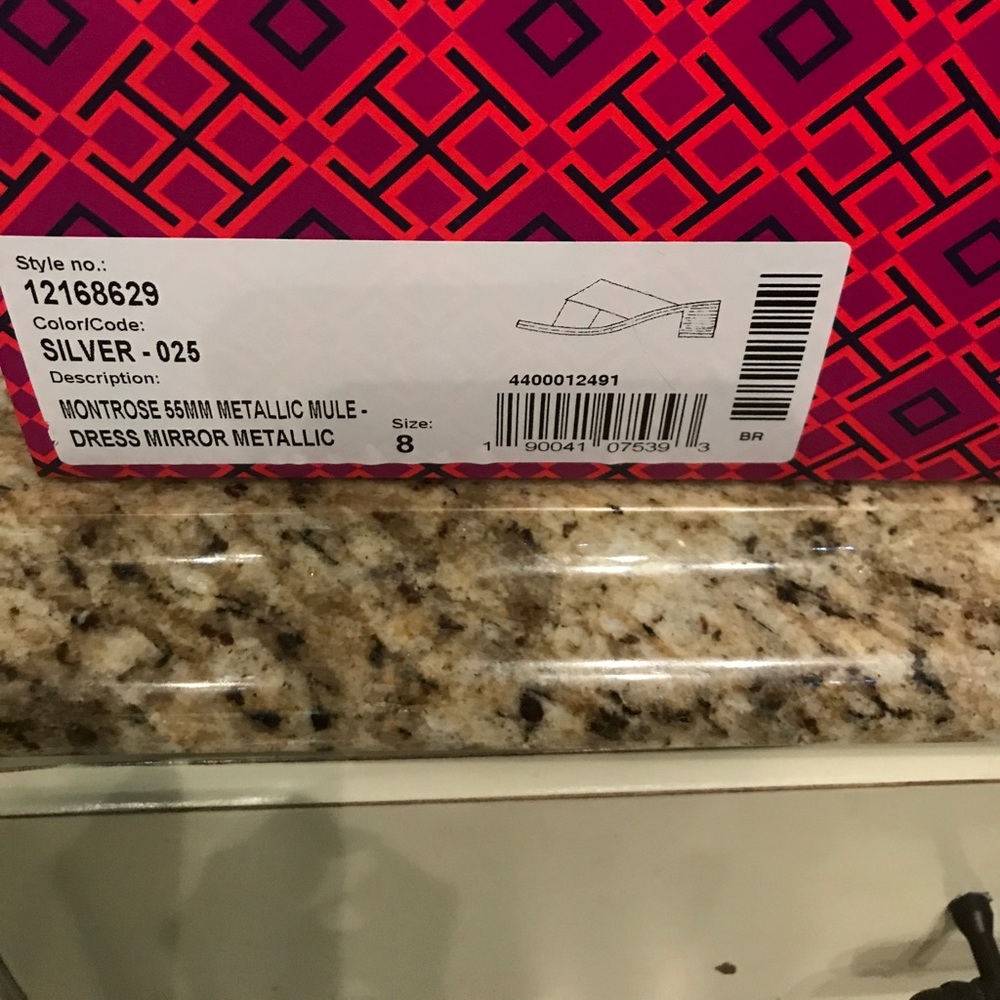 Style no.:
12168629
Color/Code:
SILVER - 025
Description:
MONTROSE 55MM METALLIC MULE -
DRESS MIRROR METALLIC
Size:
8
4400012491
1 90041 07539 3
BR